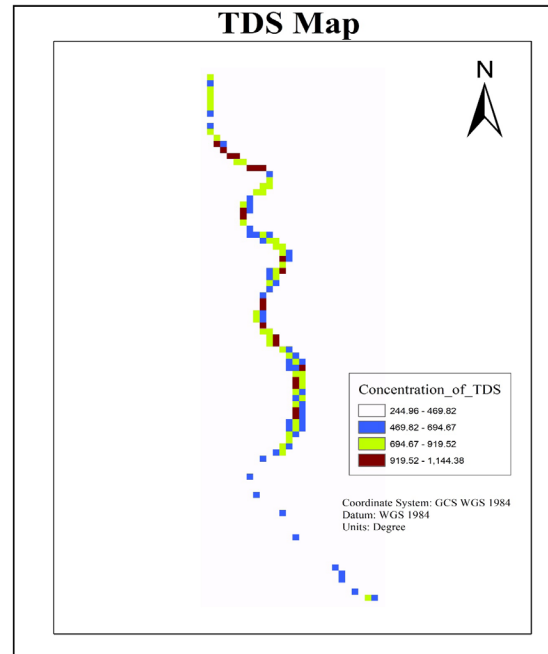 TDS Map
N
Concentration_of_TDS
244.96 - 469.82
469.82 - 694.67
694.67 - 919.52
919.52 - 1,144.38
Coordinate System: GCS WGS 1984
Datum: WGS 1984
Units: Degree